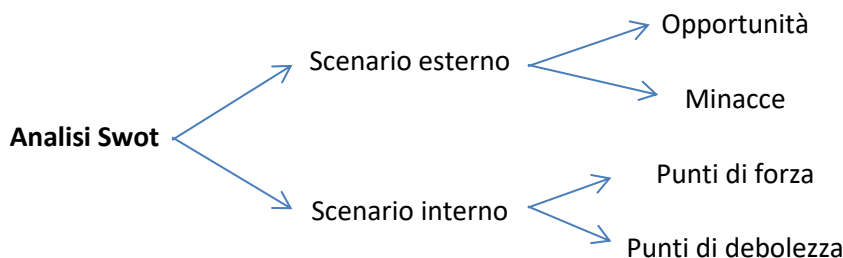 Opportunità
Scenario esterno
Minacce
Analisi Swot
Punti di forza
Scenario interno
Punti di debolezza